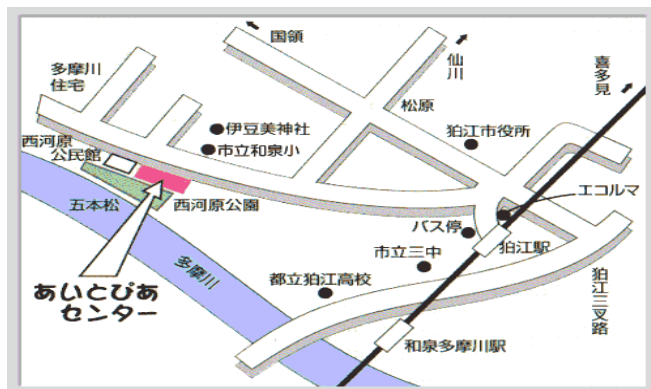 国領
仙川
喜多見
多摩川
住宅
松原
伊豆美神社
狛江市役所
市立和泉小
西河原
公民館
エコルマ
五本松
西河原公園
バス停
狛江駅
市立三中
多摩川
都立狛江高校
狛江三叉路
あいとぴあ
センター
和泉多摩川駅